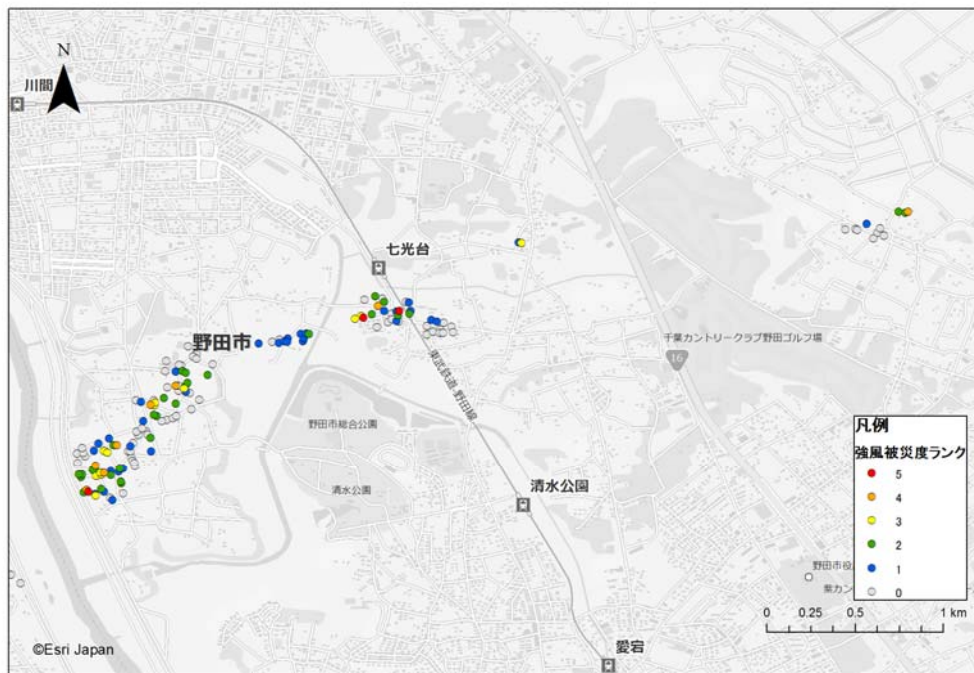 N
川間
七光台
野田市
千葉カントリークラブ野田ゴルフ場
16
東武鉄道・野田線
野田市総合公園
清水公園
清水公園
愛宕
凡例
強風被災度ランク
5
4
3
2
1
0
野田市役
0 0.25 0.5 1 km
©Esri Japan